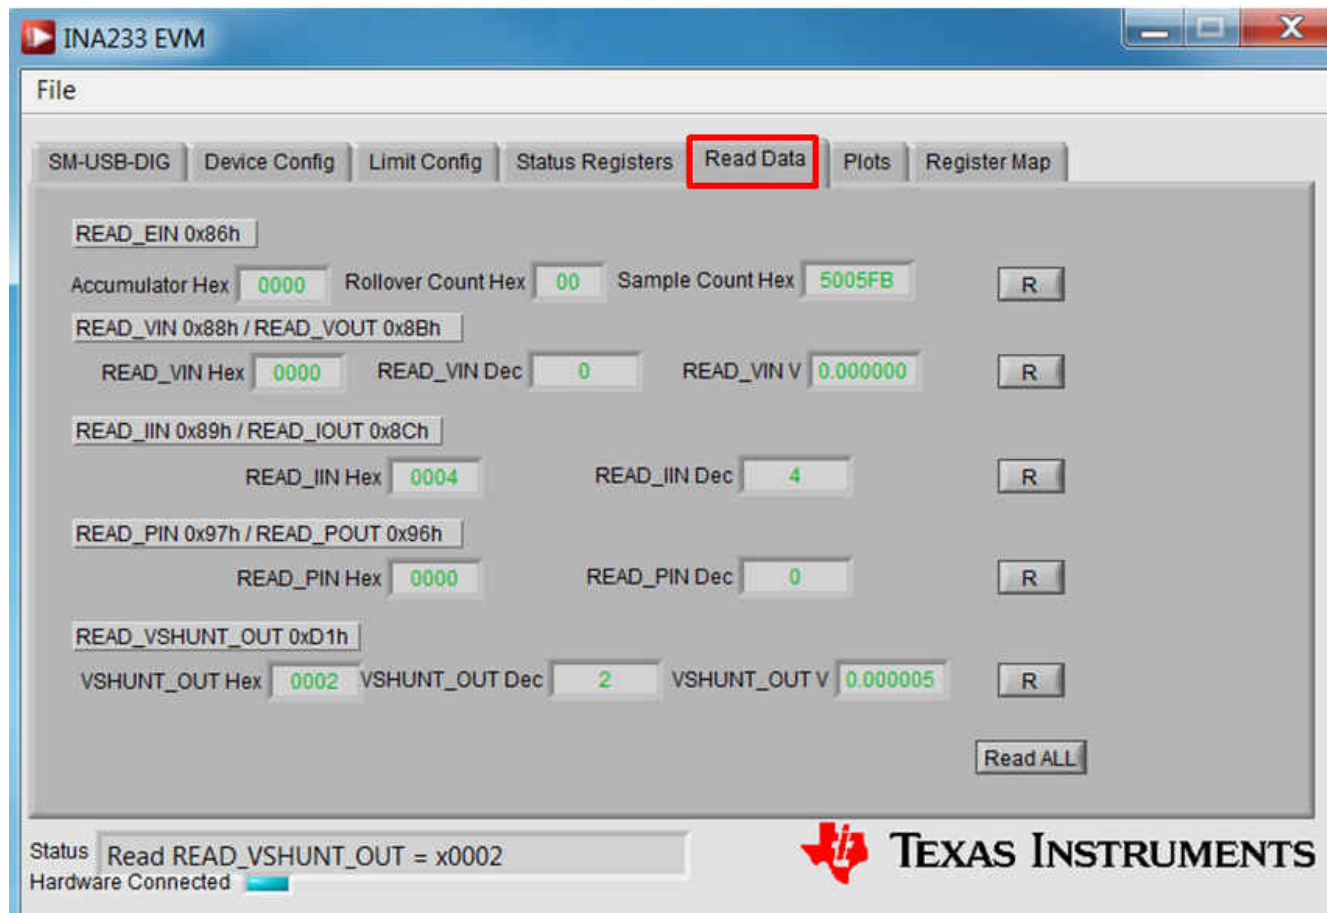 INA233 EVM
File
SM-USB-DIG Device Config Limit Config Status Registers Read Data Plots Register Map
READ_EIN 0x86h
Accumulator Hex 0000 Rollover Count Hex 00 Sample Count Hex 5005FB R
READ_VIN 0x88h / READ_VOUT 0x8Bh
READ_VIN Hex 0000 READ_VIN Dec 0 READ_VIN V 0.000000 R
READ_IIN 0x89h / READ_IOUT 0x8Ch
READ_IIN Hex 0004 READ_IIN Dec 4 R
READ_PIN 0x97h / READ_POUT 0x96h
READ_PIN Hex 0000 READ_PIN Dec 0 R
READ_VSHUNT_OUT 0xD1h
VSHUNT_OUT Hex 0002 VSHUNT_OUT Dec 2 VSHUNT_OUT V 0.000005 R
Read ALL
Status Read READ_VSHUNT_OUT = x0002
Hardware Connected
TEXAS INSTRUMENTS